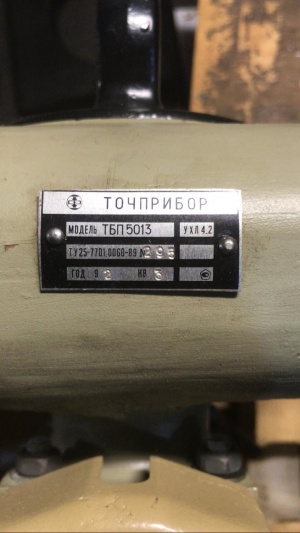 ТОЧПРИБОР
МОДЕЛЬ ТБП5013 УХЛ 4.2
ТУ25-7701.0060-89 № 295
ГОД 92 КВ 3